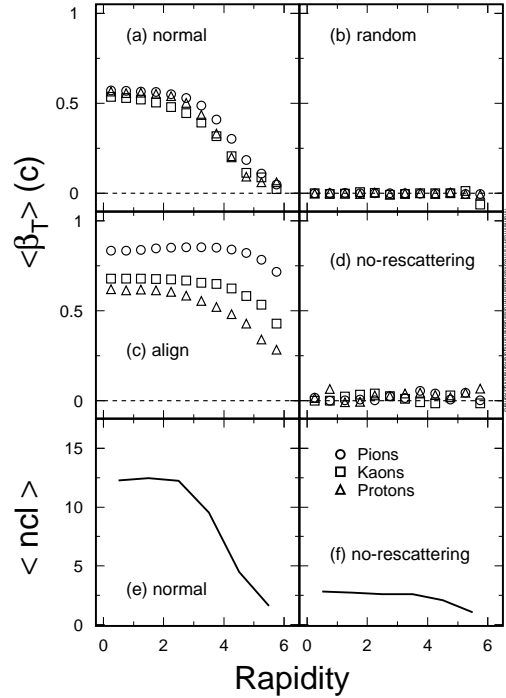 1
(a) normal
(b) random
0.5
0
<β_T> (c)
1
(d) no-rescattering
0.5
(c) align
0
15
Pions
Kaons
10
Protons
< ncl >
5
(f) no-rescattering
(e) normal
0
0 2 4 6 0 2 4 6
Rapidity